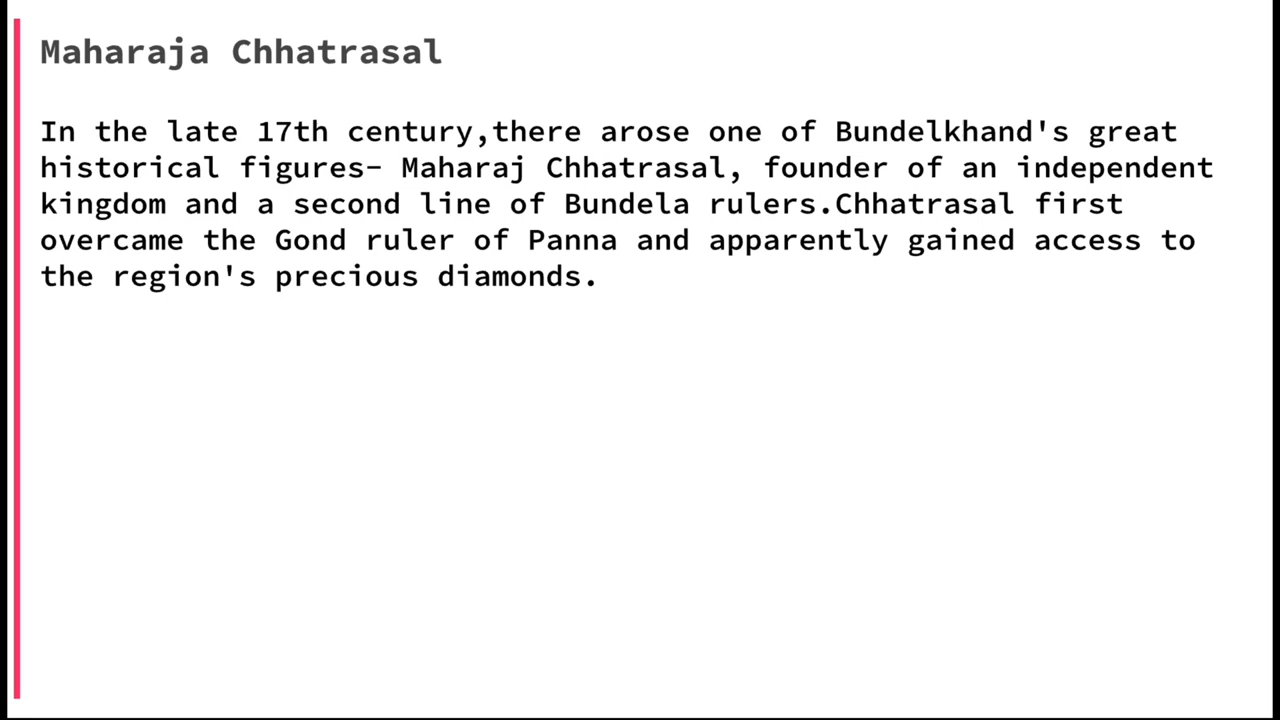 Maharaja Chhatrasal
In the late 17th century,there arose one of Bundelkhand's great
historical figures- Maharaj Chhatrasal, founder of an independent
kingdom and a second line of Bundela rulers.Chhatrasal first
overcame the Gond ruler of Panna and apparently gained access to
the region's precious diamonds.